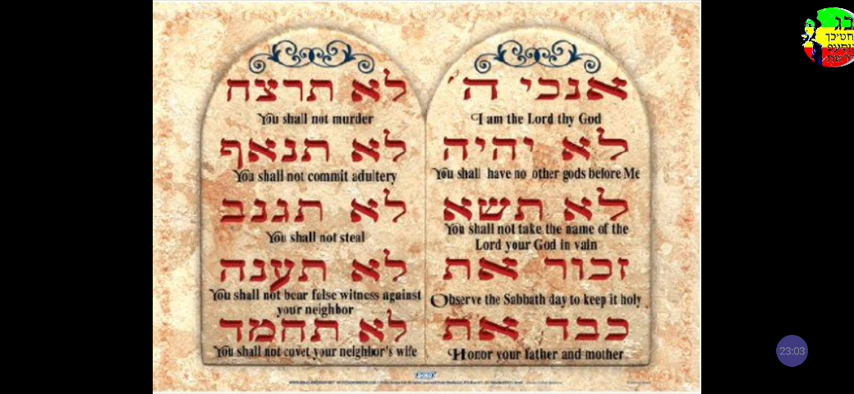 אנכי ה'
I am the Lord thy God
לא יהיה
You shall have no other gods before Me
לא תשא
You shall not take the name of the
Lord your God in vain
זכור את
Observe the Sabbath day to keep it holy
כבד את
Honor your father and mother
לא תרצח
You shall not murder
לא תנאף
You shall not commit adultery
לא תגנב
You shall not steal
לא תענה
You shall not bear false witness against
your neighbor
לא תחמד
You shall not covet your neighbor's wife
23:03